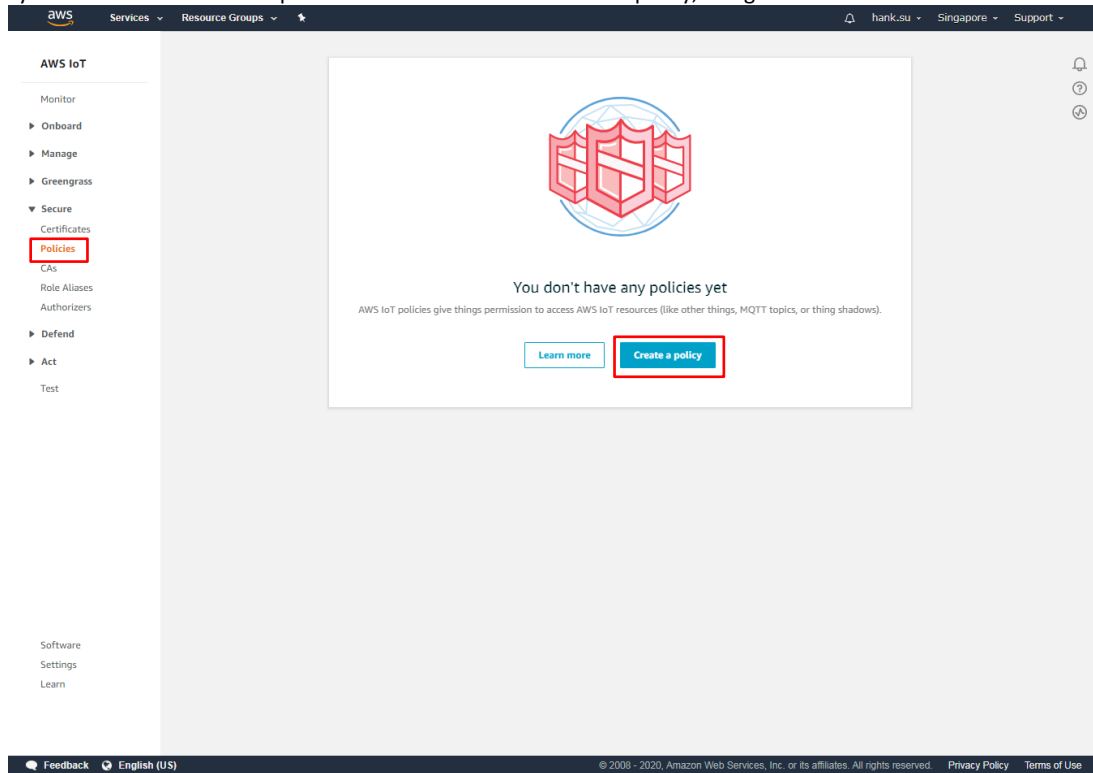 aws Services Resource Groups hank.su Singapore Support
AWS IoT
Monitor
Onboard
Manage
Greengrass
Secure
Certificates
Policies
CAs
Role Aliases
Authorizers
Defend
Act
Test
Software
Settings
Learn
You don't have any policies yet
AWS IoT policies give things permission to access AWS IoT resources (like other things, MQTT topics, or thing shadows).
Learn more Create a policy
Feedback English (US) © 2008 - 2020, Amazon Web Services, Inc. or its affiliates. All rights reserved. Privacy Policy Terms of Use